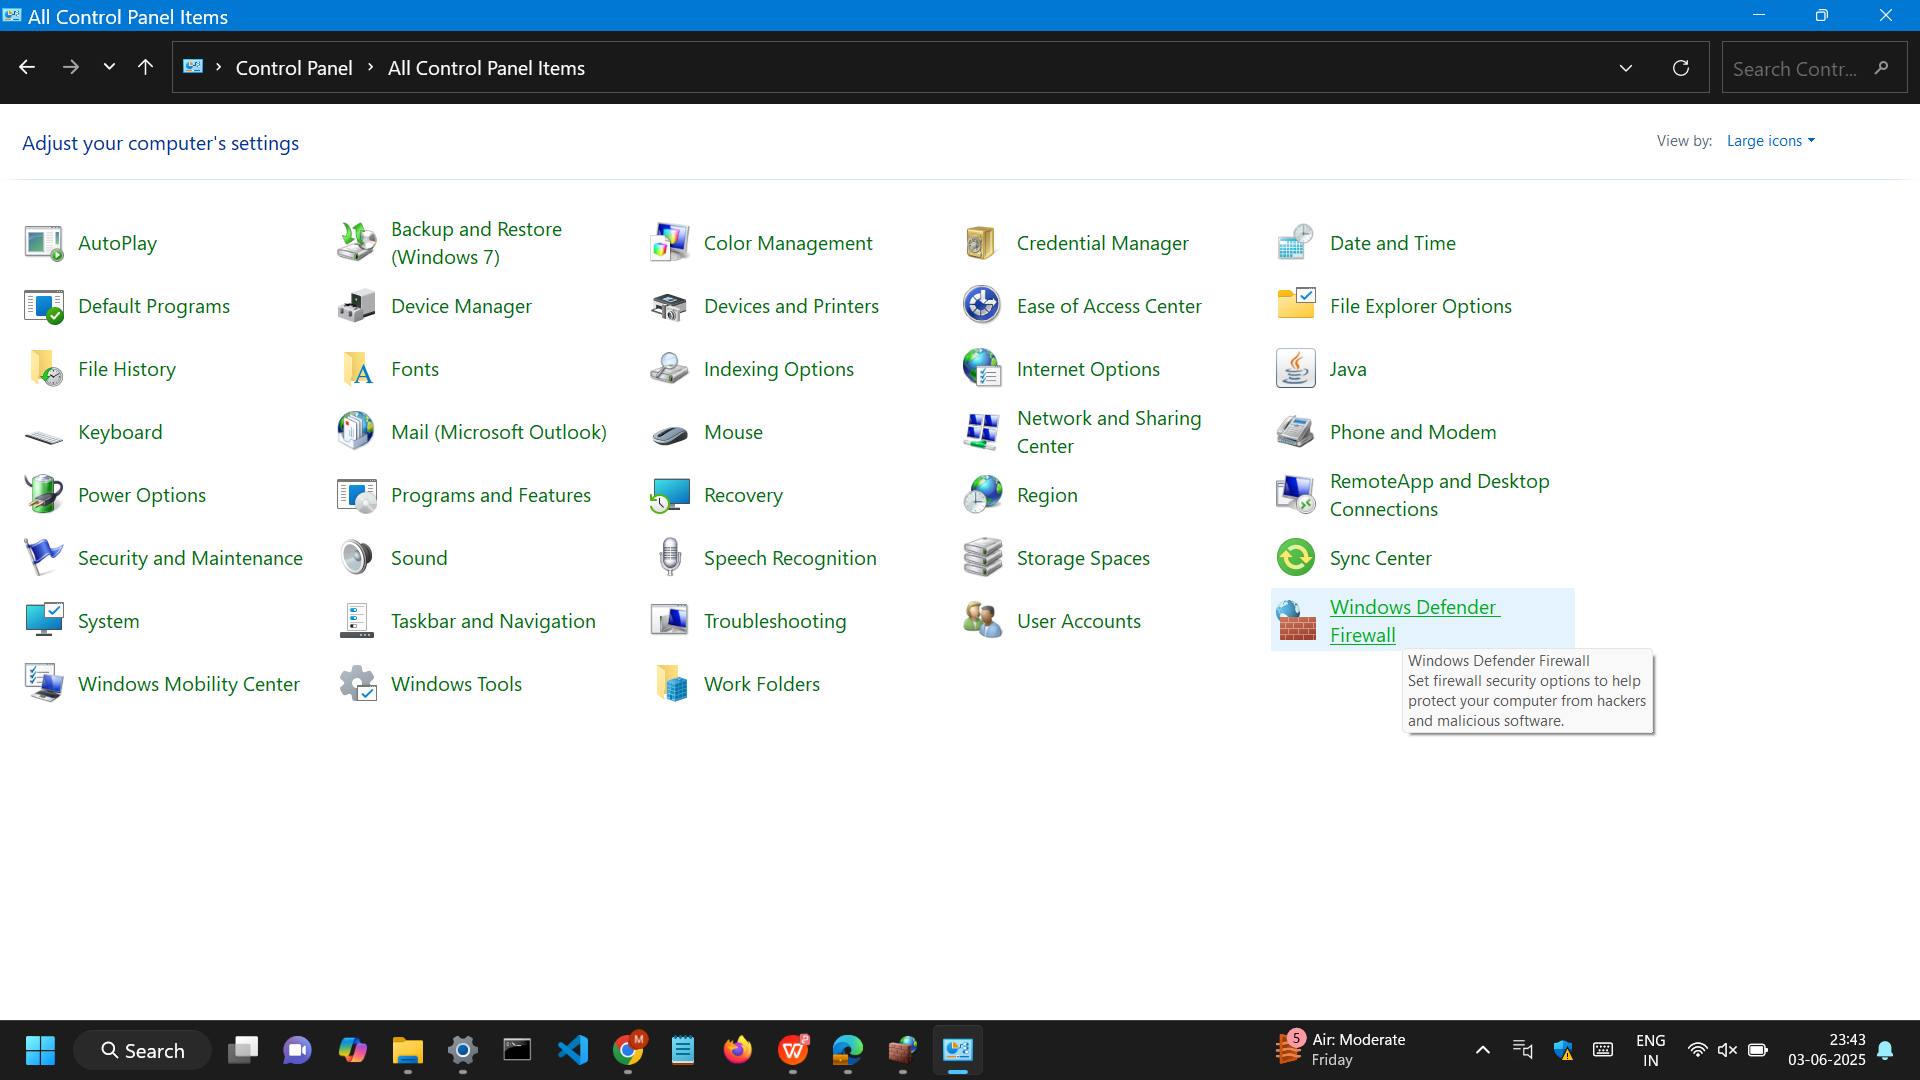 All Control Panel Items
Control Panel
All Control Panel Items
Search Contr...
Adjust your computer's settings
View by:
Large icons
AutoPlay
Backup and Restore
(Windows 7)
Color Management
Credential Manager
Date and Time
Default Programs
Device Manager
Devices and Printers
Ease of Access Center
File Explorer Options
File History
Fonts
Indexing Options
Internet Options
Java
Keyboard
Mail (Microsoft Outlook)
Mouse
Network and Sharing
Center
Phone and Modem
Power Options
Programs and Features
Recovery
Region
RemoteApp and Desktop
Connections
Security and Maintenance
Sound
Speech Recognition
Storage Spaces
Sync Center
System
Taskbar and Navigation
Troubleshooting
User Accounts
Windows Defender
Firewall
Windows Defender Firewall
Set firewall security options to help
protect your computer from hackers
and malicious software.
Windows Mobility Center
Windows Tools
Work Folders
Search
M
5
Air: Moderate
Friday
ENG
IN
23:43
03-06-2025